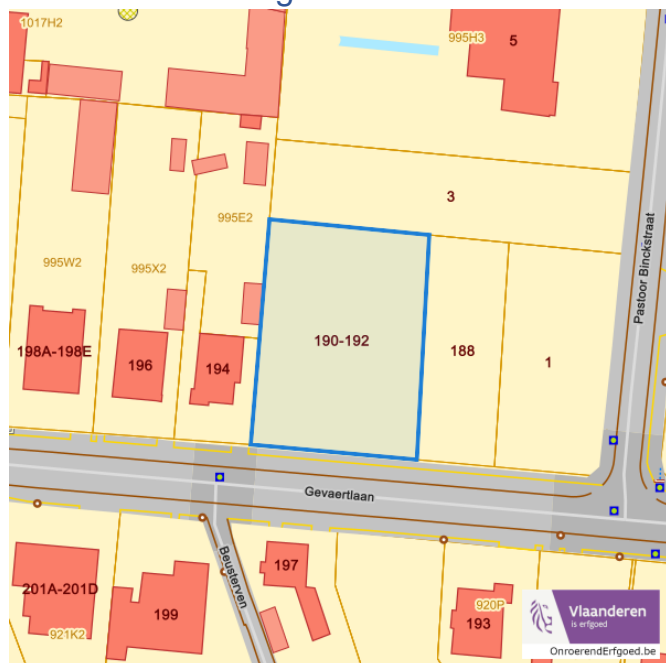 1017H2
995H3
5
3
995E2
995W2
995X2
190-192
198A-198E
196
194
188
1
Pastoor Binckstraat
Gevaertlaan
Beusterven
197
201A-201D
199
921K2
920P
193
Vlaanderen
is erfgoed
OnroerendErfgoed.be